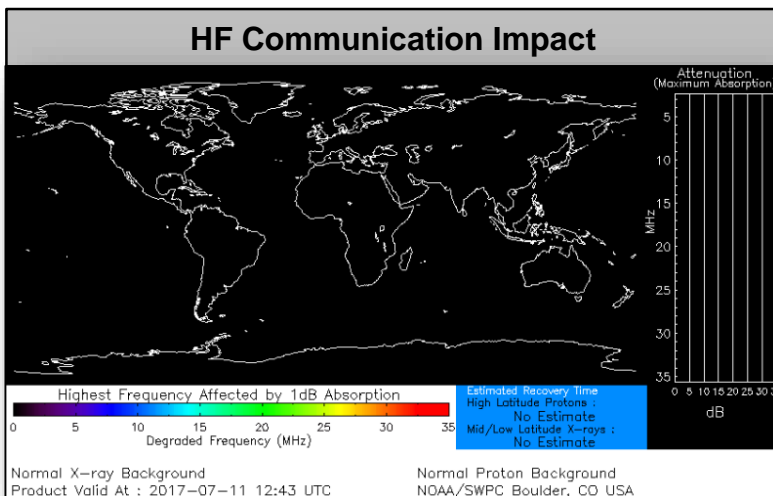 HF Communication Impact
Attenuation
(Maximum Absorption
5
10
15
20
25
30
35
MHz
0 5 10 15 20 25 30
dB
Highest Frequency Affected by 1dB Absorption
0 5 10 15 20 25 30 35
Degraded Frequency (MHz)
Estimated Recovery Time
High Latitude Protons :
No Estimate
Mid/Low Latitude X-rays :
No Estimate
Normal X-ray Background
Normal Proton Background
Product Valid At : 2017-07-11 12:43 UTC
NOAA/SWPC Boulder, CO USA